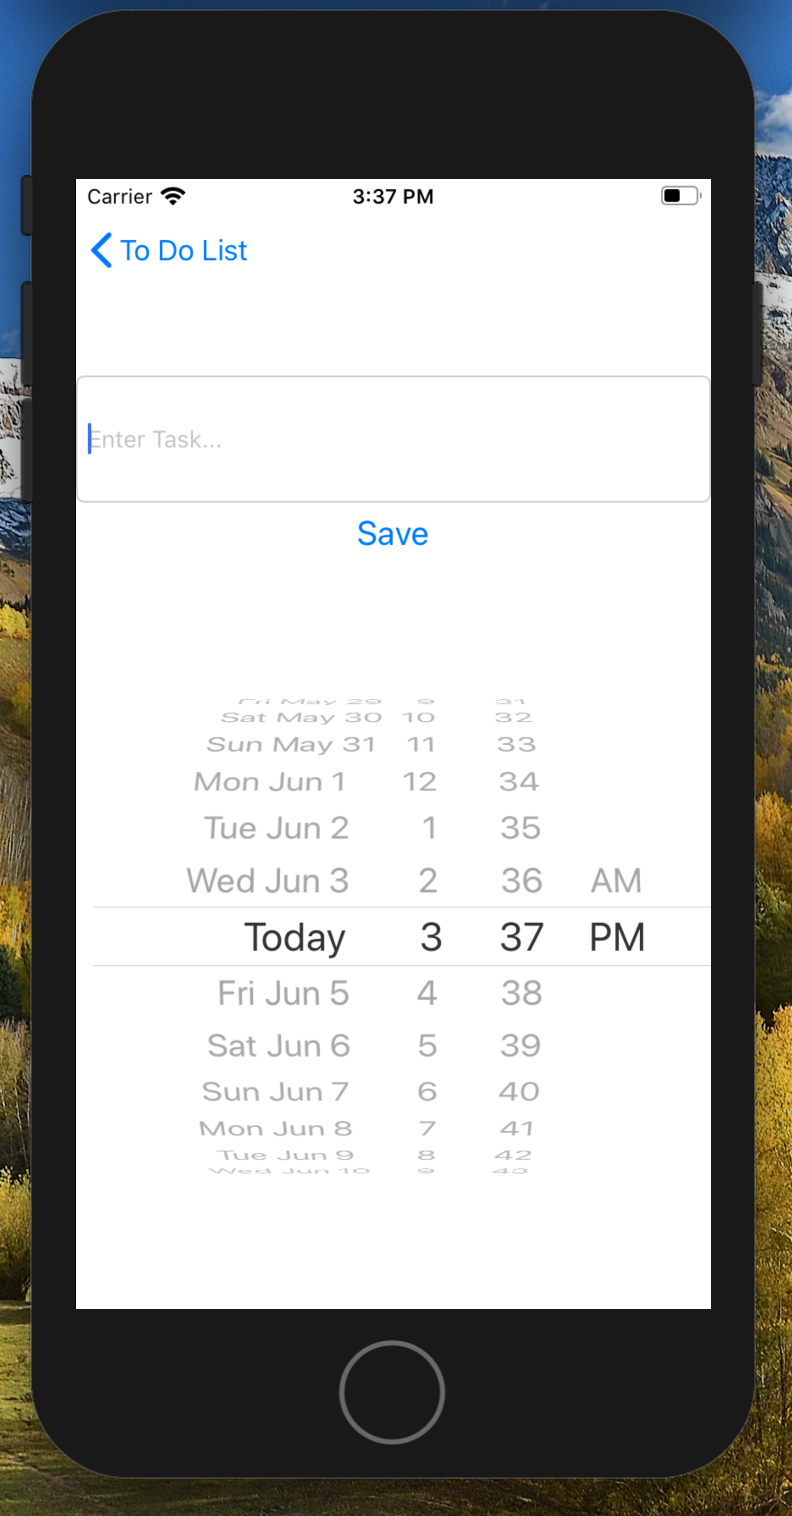 Carrier 3:37 PM
To Do List
Enter Task...
Save
Fri May 29 9 31
Sat May 30 10 32
Sun May 31 11 33
Mon Jun 1 12 34
Tue Jun 2 1 35
Wed Jun 3 2 36 AM
Today 3 37 PM
Fri Jun 5 4 38
Sat Jun 6 5 39
Sun Jun 7 6 40
Mon Jun 8 7 41
Tue Jun 9 8 42
Wed Jun 10 9 43